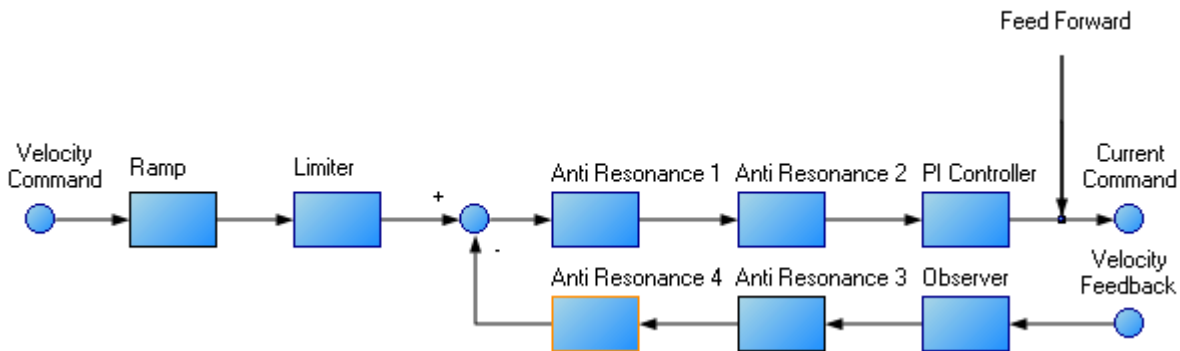 Feed Forward
Velocity
Command
Ramp
Limiter
Anti Resonance 1
Anti Resonance 2
PI Controller
Current
Command
+
-
Anti Resonance 4
Anti Resonance 3
Observer
Velocity
Feedback